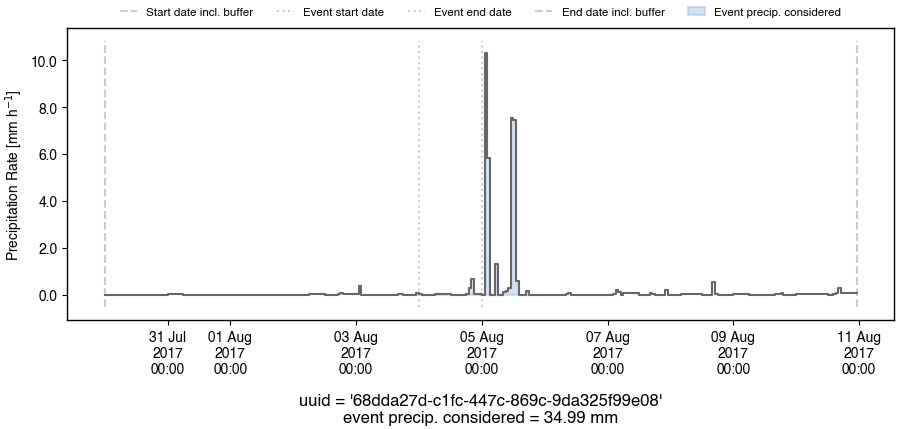 Start date incl. buffer
Event start date
Event end date
End date incl. buffer
Event precip. considered
Precipitation Rate [mm h⁻¹]
10.0
8.0
6.0
4.0
2.0
0.0
31 Jul 2017 00:00
01 Aug 2017 00:00
03 Aug 2017 00:00
05 Aug 2017 00:00
07 Aug 2017 00:00
09 Aug 2017 00:00
11 Aug 2017 00:00
uuid = '68dda27d-c1fc-447c-869c-9da325f99e08'
event precip. considered = 34.99 mm